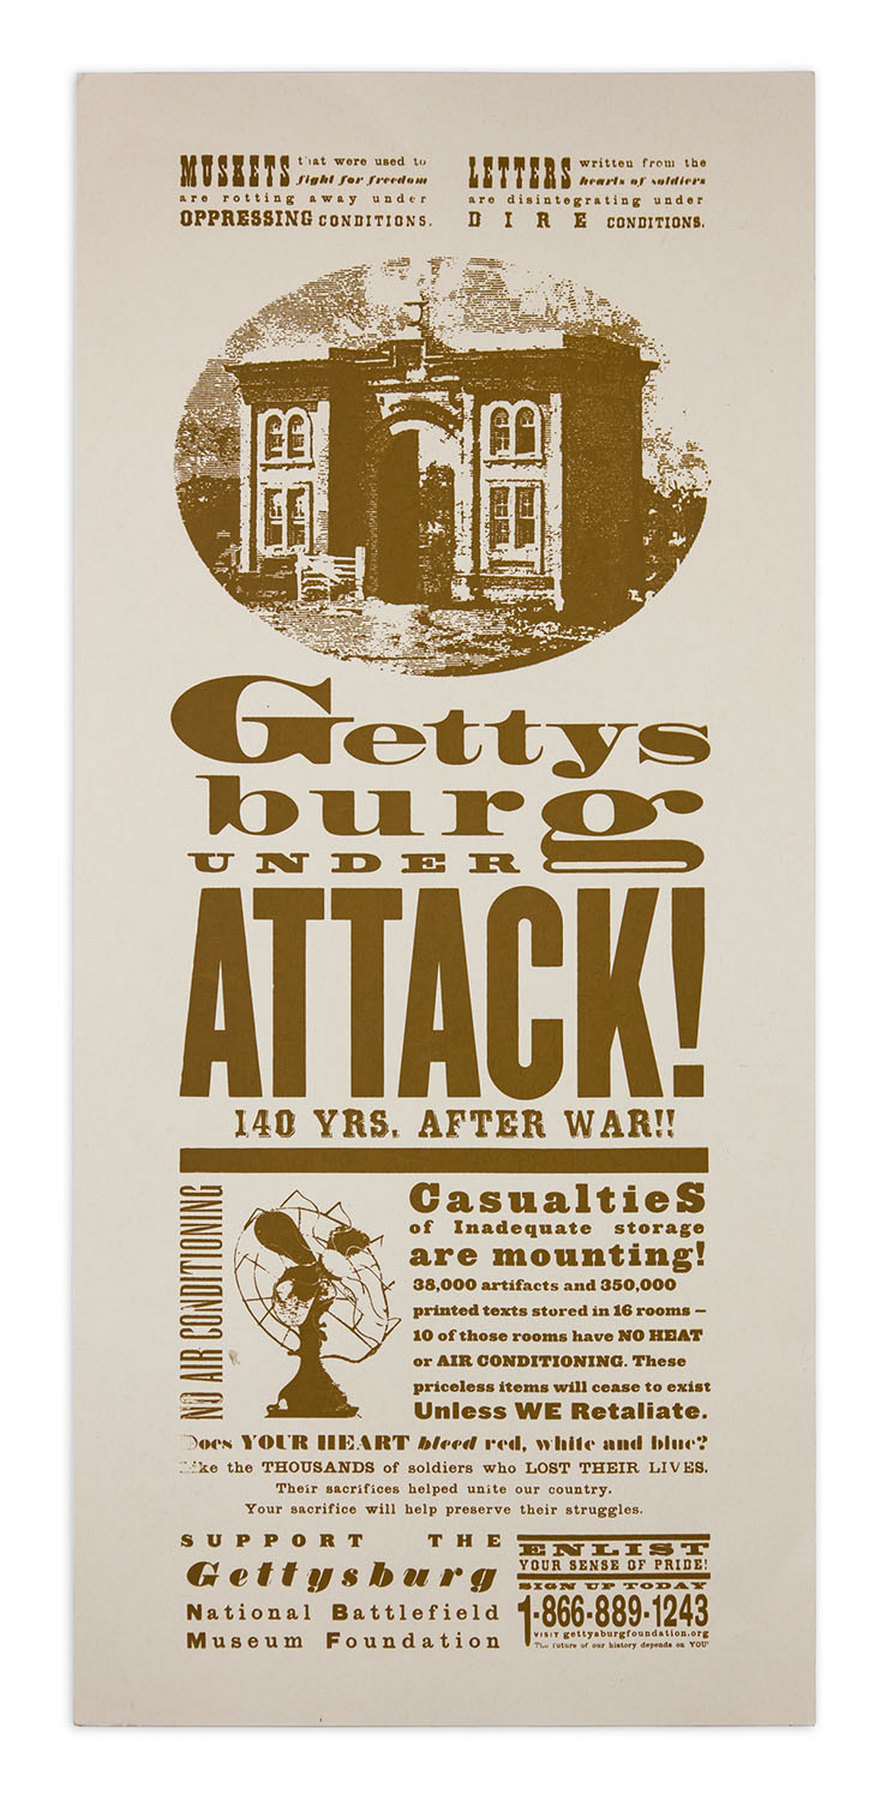 MUSKETS that were used to
fight for freedom
are rotting away under
OPPRESSING CONDITIONS.
LETTERS written from the
hearts of soldiers
are disintegrating under
DIRE CONDITIONS.
Gettys
burg
UNDER
ATTACK!
140 YRS. AFTER WAR!!
NO AIR CONDITIONING
CasualtieS
of Inadequate storage
are mounting!
38,000 artifacts and 350,000
printed texts stored in 16 rooms –
10 of those rooms have NO HEAT
or AIR CONDITIONING. These
priceless items will cease to exist
Unless WE Retaliate.
Does YOUR HEART bleed red, white and blue?
Like the THOUSANDS of soldiers who LOST THEIR LIVES.
Their sacrifices helped unite our country.
Your sacrifice will help preserve their struggles.
SUPPORT THE
Gettysburg
National Battlefield
Museum Foundation
ENLIST
YOUR SENSE OF PRIDE!
SIGN UP TODAY
1-866-889-1243
VISIT gettysburgfoundation.org
The future of our history depends on YOU!